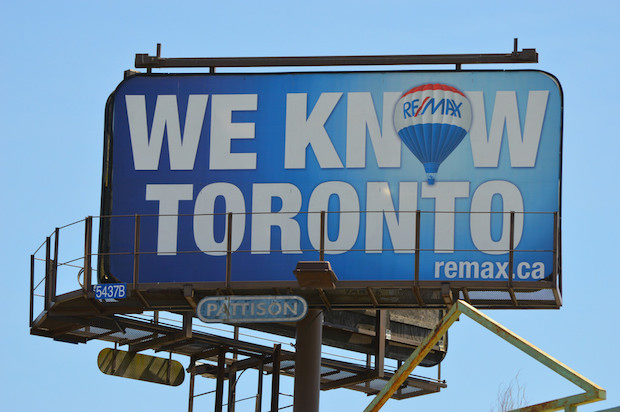 WE KNOW
RE/MAX
TORONTO
remax.ca
5437B
PATTISON